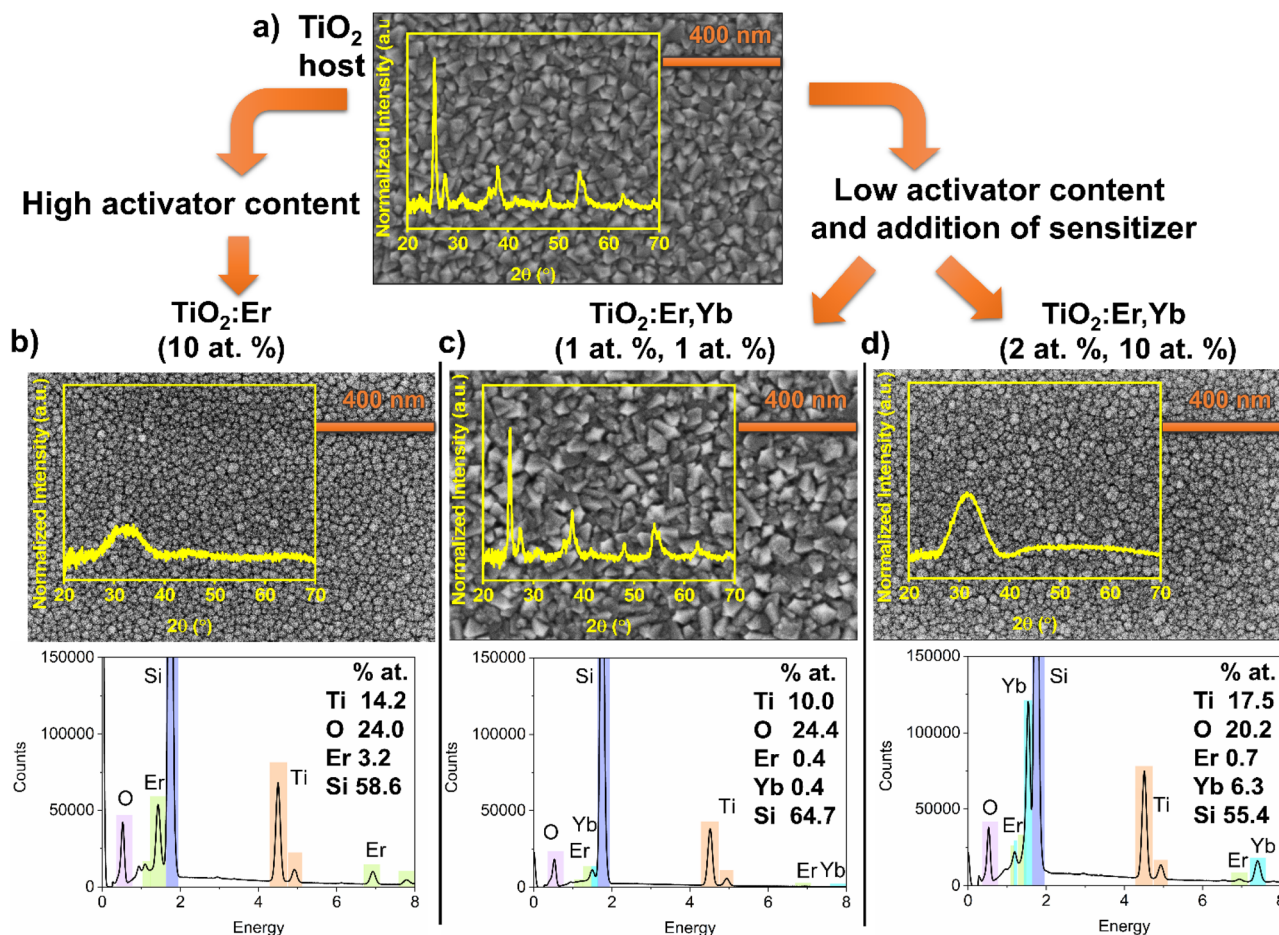 a) TiO2 host
Normalized Intensity (a.u
400 nm
20 30 40 50 60 70
2θ (°)
High activator content
Low activator content
and addition of sensitizer
b)
TiO2:Er
(10 at. %)
400 nm
Normalized Intensity (a.u.)
20 30 40 50 60 70
2θ (°)
150000
100000
50000
0
Counts
O
Er
Si
Ti
Er
% at.
Ti 14.2
O 24.0
Er 3.2
Si 58.6
0 2 4 6 8
Energy
c)
TiO2:Er,Yb
(1 at. %, 1 at. %)
400 nm
Normalized Intensity (a.u.)
20 30 40 50 60 70
2θ (°)
150000
100000
50000
0
Counts
O
Yb
Er
Si
Ti
Er Yb
% at.
Ti 10.0
O 24.4
Er 0.4
Yb 0.4
Si 64.7
0 2 4 6 8
Energy
d)
TiO2:Er,Yb
(2 at. %, 10 at. %)
400 nm
Normalized Intensity (a.u.)
20 30 40 50 60 70
2θ (°)
150000
100000
50000
0
Counts
O
Er
Yb
Si
Ti
Er
Yb
% at.
Ti 17.5
O 20.2
Er 0.7
Yb 6.3
Si 55.4
0 2 4 6 8
Energy